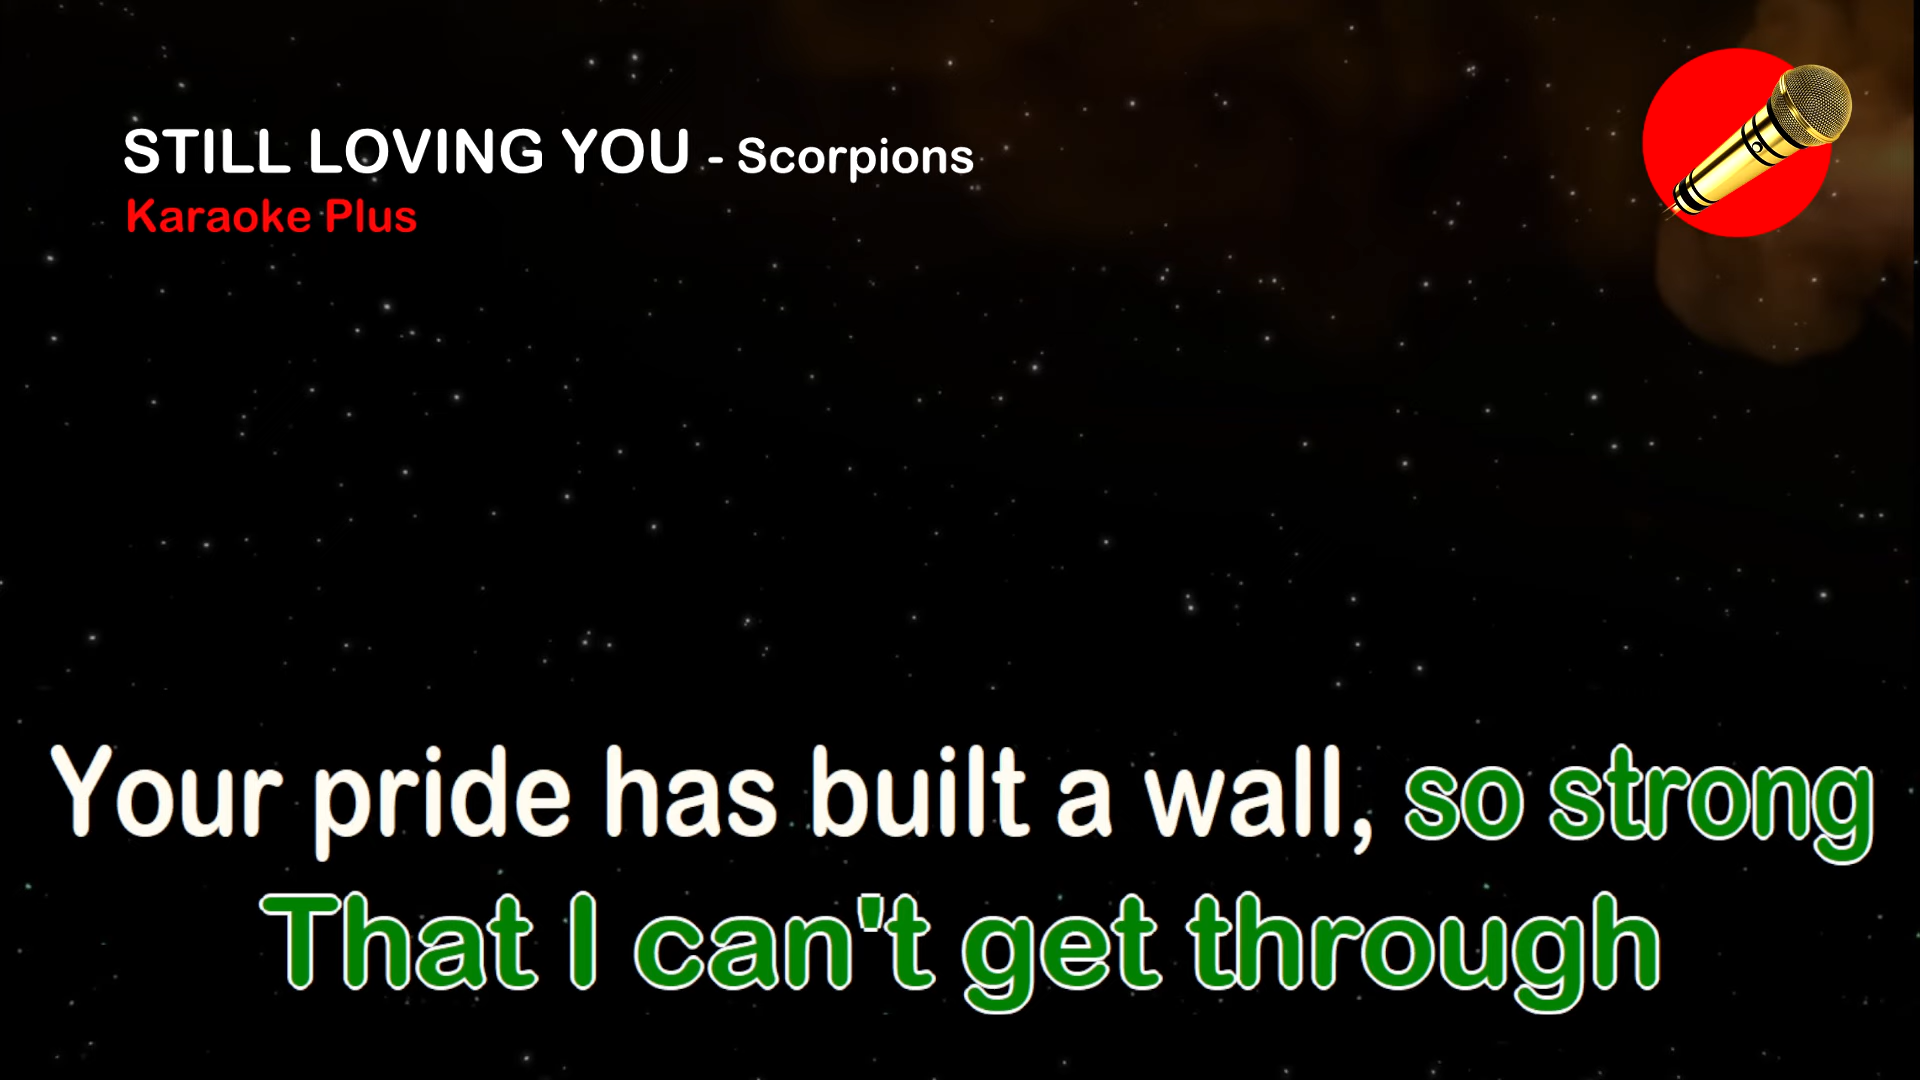 STILL LOVING YOU - Scorpions
Karaoke Plus
Your pride has built a wall, so strong
That I can't get through